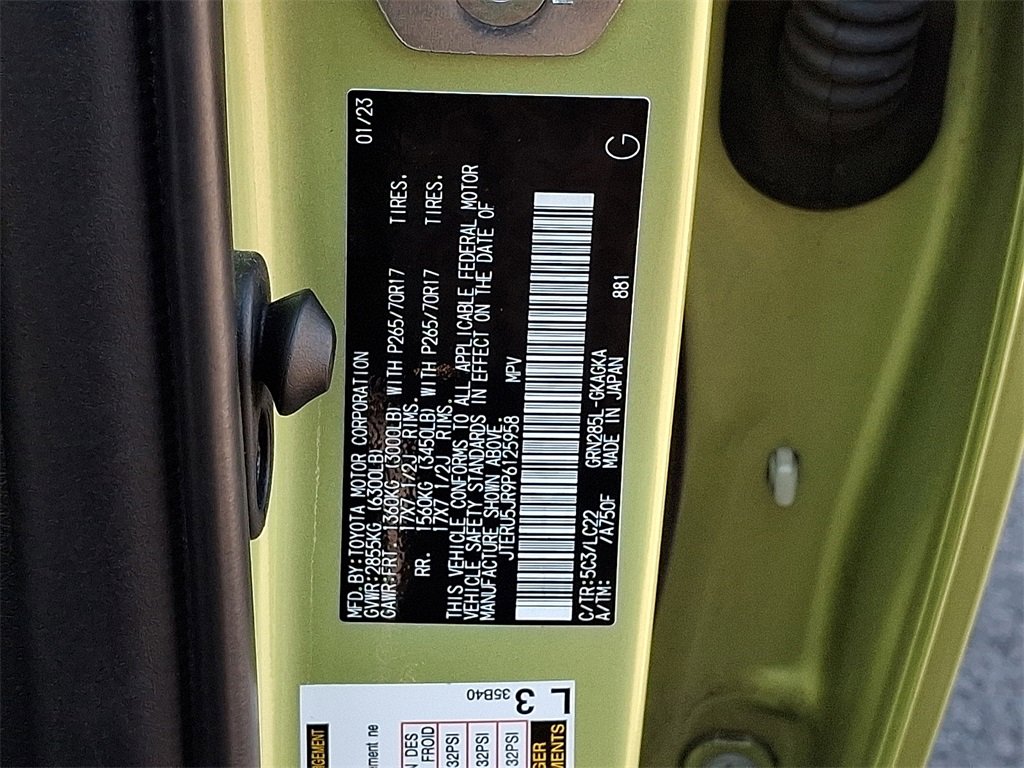 MFD.BY:TOYOTA MOTOR CORPORATION 01/23
GVWR:2855KG (6300LB)
GAWR:FRT. 1360KG (3000LB) WITH P265/70R17 TIRES.
17X7 1/2J RIMS.
RR. 1560KG (3450LB) WITH P265/70R17 TIRES.
17X7 1/2J RIMS.
THIS VEHICLE CONFORMS TO ALL APPLICABLE FEDERAL MOTOR
VEHICLE SAFETY STANDARDS IN EFFECT ON THE DATE OF
MANUFACTURE SHOWN ABOVE.
JTERU5JR9P6125958 MPV
C/TR:5C3/LC22 GRN285L-GKAGKA 881
A/TM: 7A750F MADE IN JAPAN
G
L
3
35B40
N DES
FROID
32PSI
32PSI
32PSI